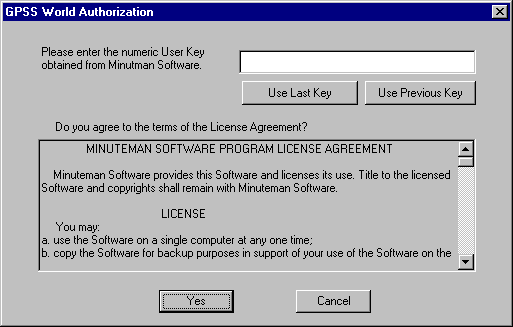 GPSS World Authorization
Please enter the numeric User Key
obtained from Minutman Software.
Use Last Key
Use Previous Key
Do you agree to the terms of the License Agreement?
MINUTEMAN SOFTWARE PROGRAM LICENSE AGREEMENT
Minuteman Software provides this Software and licenses its use. Title to the licensed
Software and copyrights shall remain with Minuteman Software.
LICENSE
You may:
a. use the Software on a single computer at any one time;
b. copy the Software for backup purposes in support of your use of the Software on the
Yes
Cancel